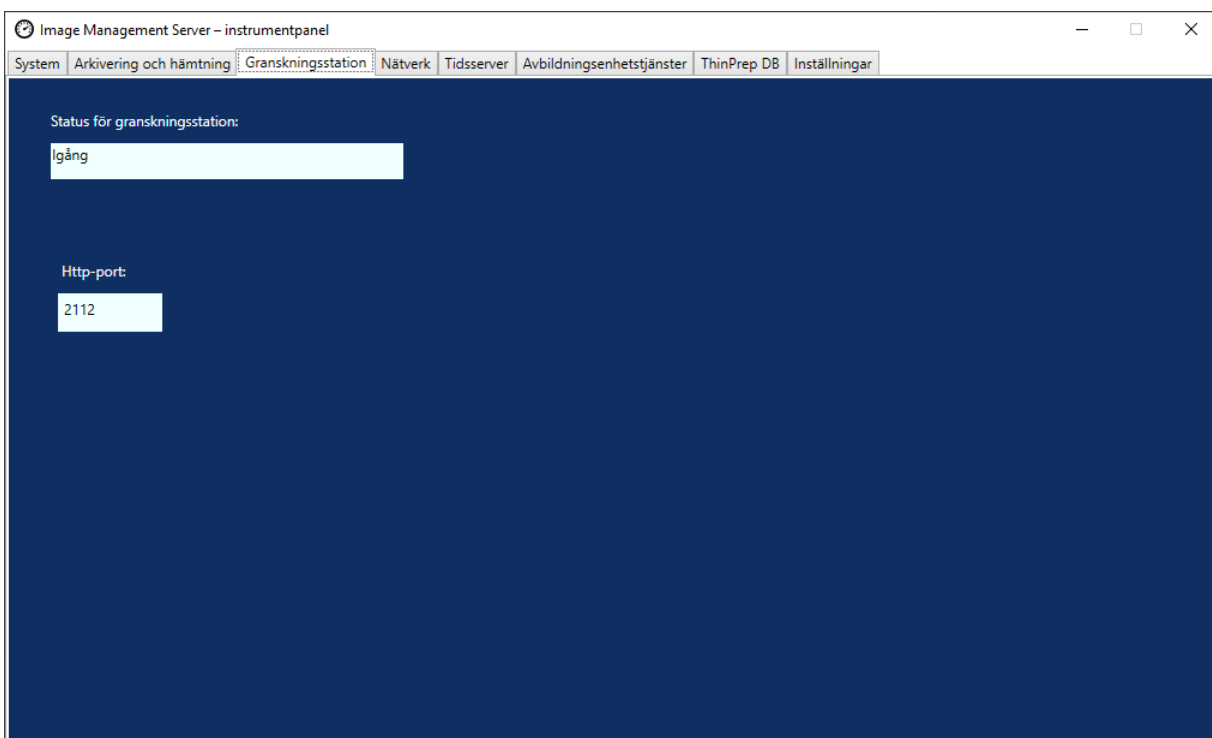 Image Management Server – instrumentpanel
System Arkivering och hämtning Granskningsstation Nätverk Tidsserver Avbildningsenhetstjänster ThinPrep DB Inställningar
Status för granskningsstation:
Igång
Http-port:
2112